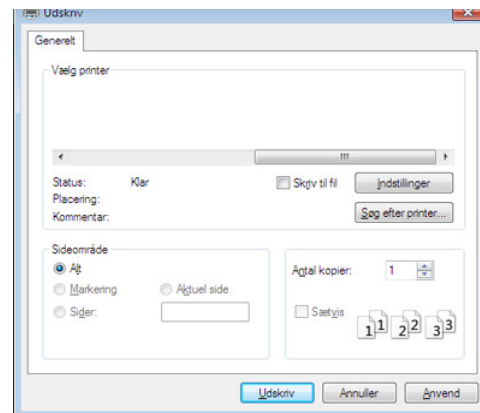 Udskriv
Generelt
Vælg printer
Status: Klar
Skriv til fil
Indstillinger
Placering:
Kommentar:
Søg efter printer...
Sideområde
Alt
Markering
Aktuel side
Sider:
Antal kopier: 1
Sætvis
1 1 2 2 3 3
Udskriv
Annuller
Anvend